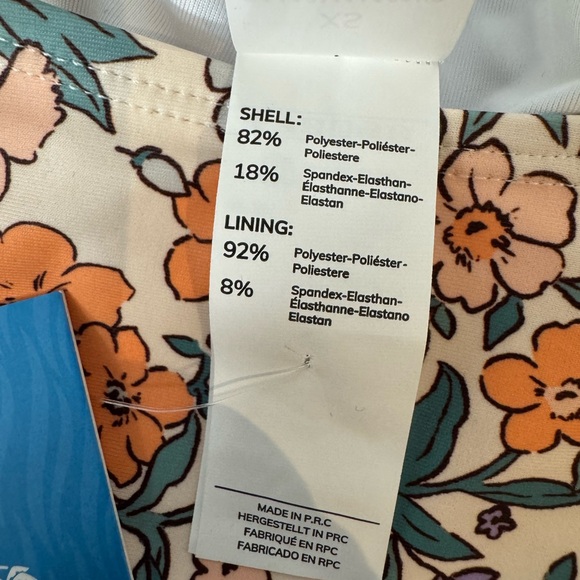 SHELL:
82% Polyester-Poliéster-
Poliestere
18% Spandex-Elasthan-
Élasthanne-Elastano-
Elastan
LINING:
92% Polyester-Poliéster-
Poliestere
8% Spandex-Elasthan-
Élasthanne-Elastano
Elastan
MADE IN P.R.C
HERGESTELLT IN PRC
FABRIQUÉ EN RPC
FABRICADO EN RPC